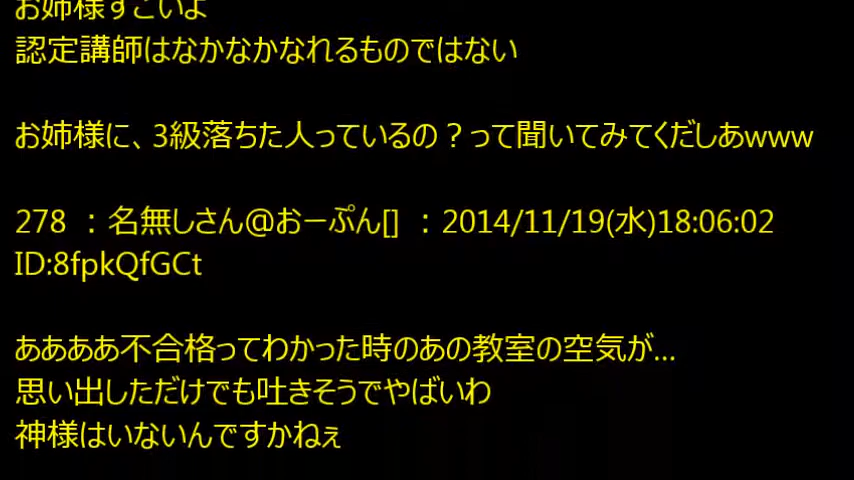 お姉様すごいよ
認定講師はなかなかなれるものではない
お姉様に、3級落ちた人っているの？って聞いてみてくだしあwww
278 ：名無しさん@おーぷん[] ：2014/11/19(水)18:06:02
ID:8fpkQfGCt
ああああ不合格ってわかった時のあの教室の空気が…
思い出しただけでも吐きそうでやばいわ
神様はいないんですかねぇ